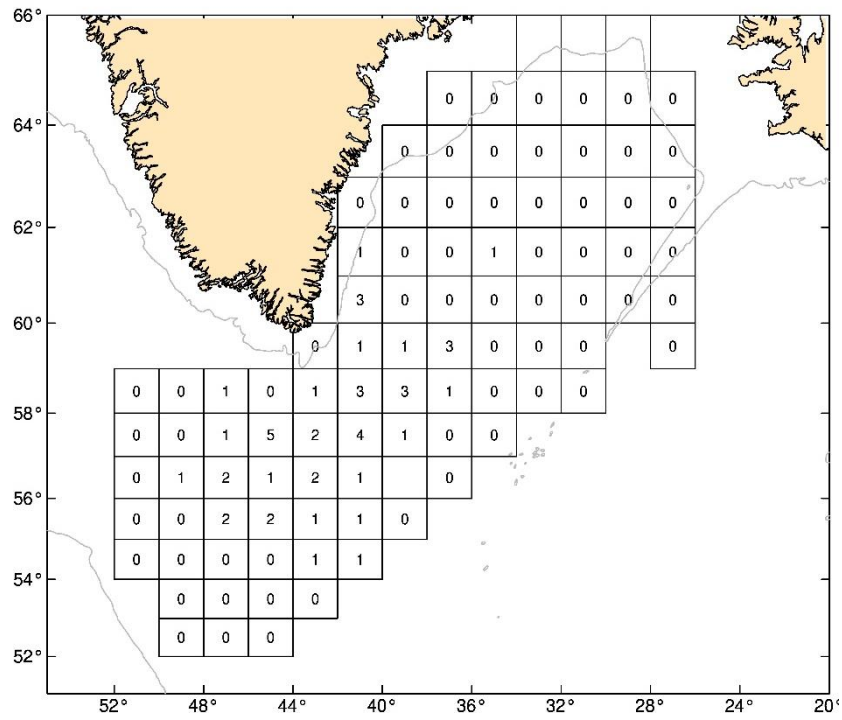 66°
0 0 0 0 0 0
64°
0 0 0 0 0 0 0
0 0 0 0 0 0 0 0
62°
1 0 0 1 0 0 0 0
3 0 0 0 0 0 0 0
60°
0 1 1 3 0 0 0 0
0 0 1 0 1 3 3 1 0 0 0
58°
0 0 1 5 2 4 1 0 0
0 1 2 1 2 1 0
56°
0 0 2 2 1 1 0
0 0 0 0 1 1
54°
0 0 0 0
0 0 0
52°
52° 48° 44° 40° 36° 32° 28° 24° 20°